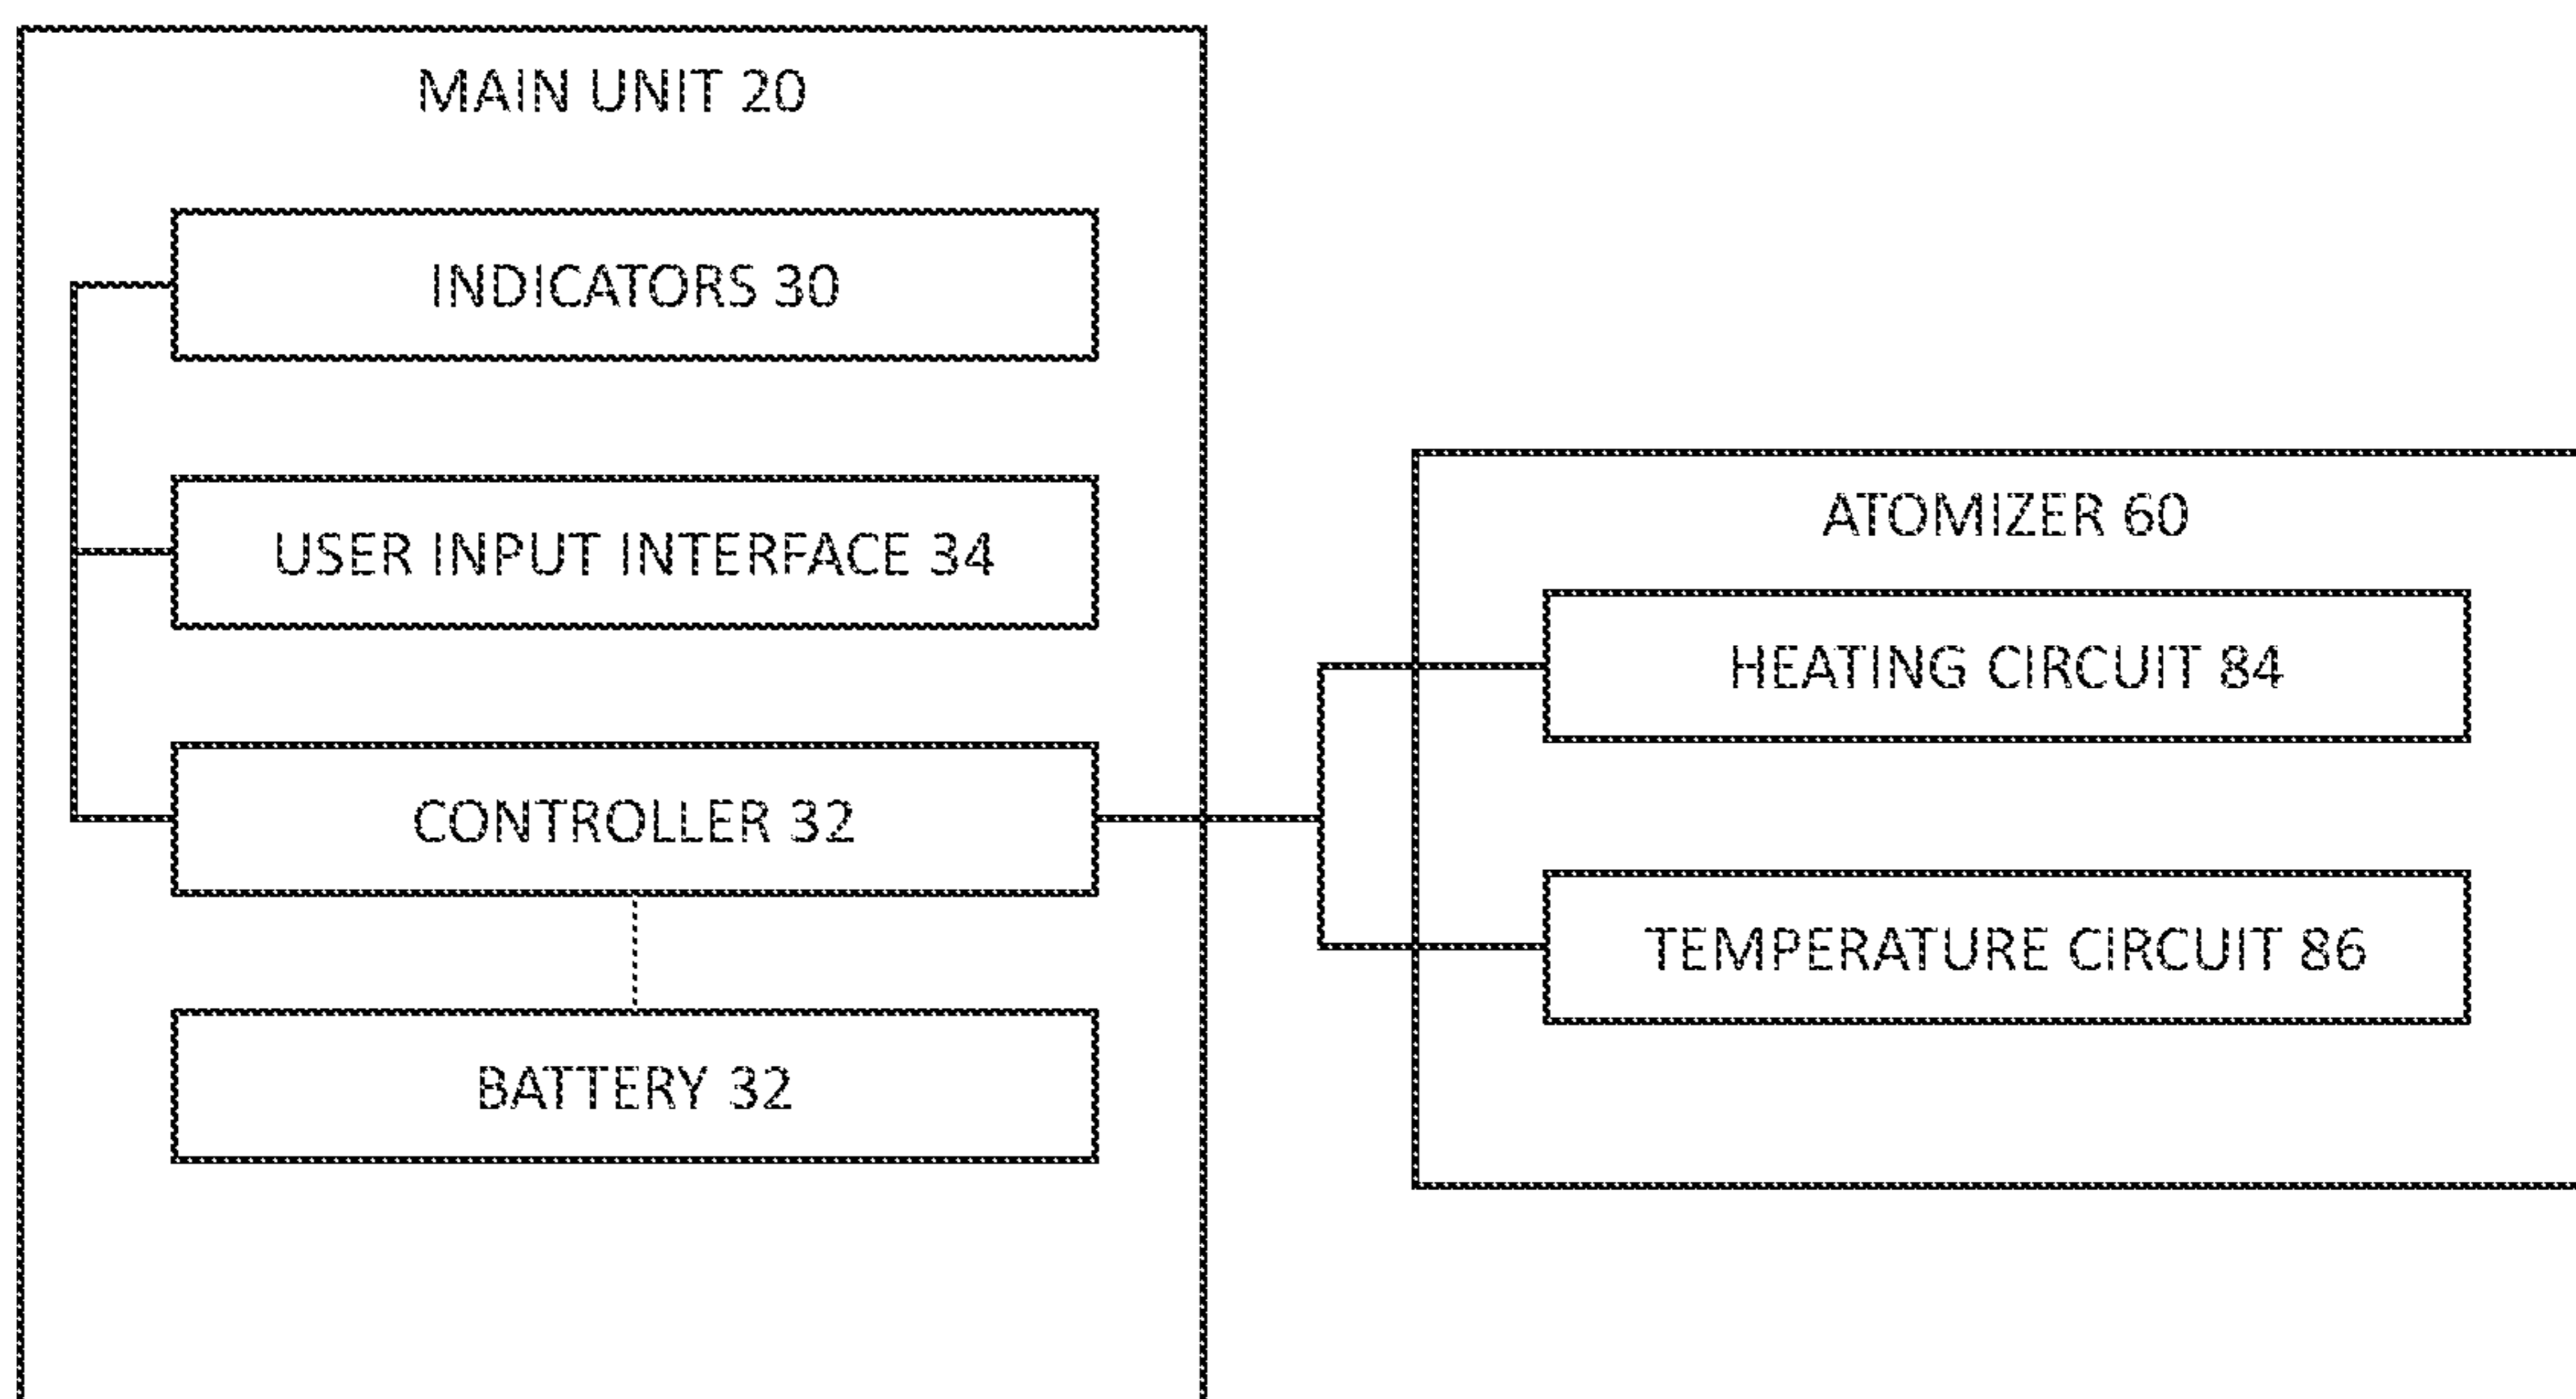 MAIN UNIT 20
INDICATORS 30
USER INPUT INTERFACE 34
CONTROLLER 32
BATTERY 32
ATOMIZER 60
HEATING CIRCUIT 84
TEMPERATURE CIRCUIT 86